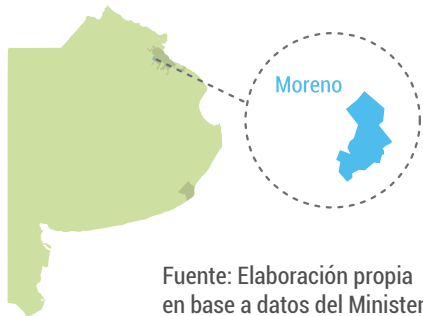 Moreno
Fuente: Elaboración propia
en base a datos del Minister